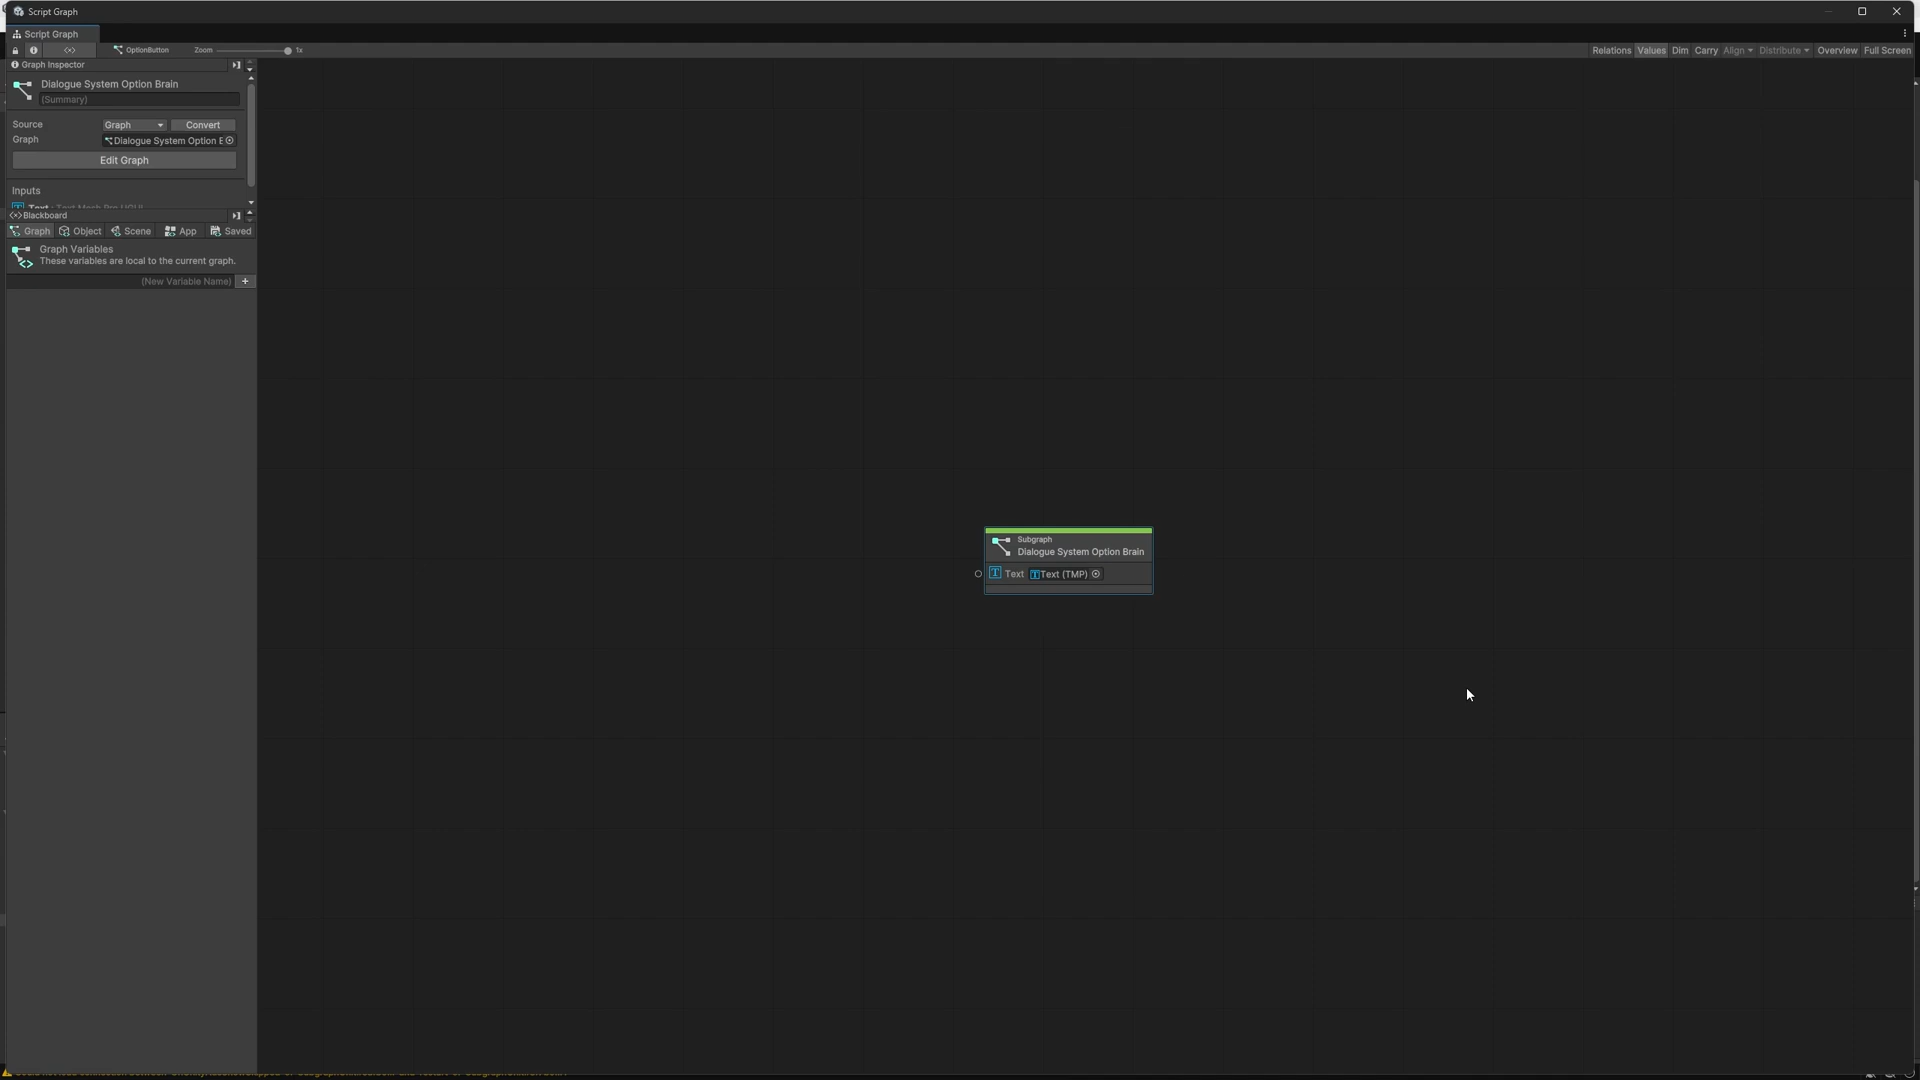 Script Graph
Script Graph
OptionButton
Zoom
1x
Relations
Values
Dim
Carry
Align
Distribute
Overview
Full Screen
Graph Inspector
Dialogue System Option Brain
(Summary)
Source
Graph
Convert
Graph
Dialogue System Option E
Edit Graph
Inputs
Text
Blackboard
Graph
Object
Scene
App
Saved
Graph Variables
These variables are local to the current graph.
(New Variable Name)
+
Subgraph
Dialogue System Option Brain
Text
Text (TMP)